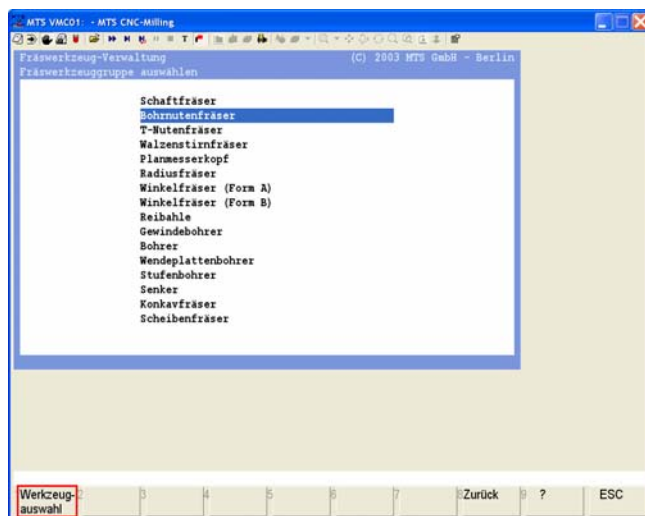 MTS VMC01: - MTS CNC-Milling
Fräswerkzeug-Verwaltung (C) 2003 MTS GmbH - Berlin
Fräswerkzeuggruppe auswählen
Schaftfräser
Bohrnutenfräser
T-Nutenfräser
Walzenstirnfräser
Planmesserkopf
Radiusfräser
Winkelfräser (Form A)
Winkelfräser (Form B)
Reibahle
Gewindebohrer
Bohrer
Wendeplattenbohrer
Stufenbohrer
Senker
Konkavfräser
Scheibenfräser
Werkzeug- 2 3 4 5 6 7 8 Zurück 9 ? ESC
auswahl